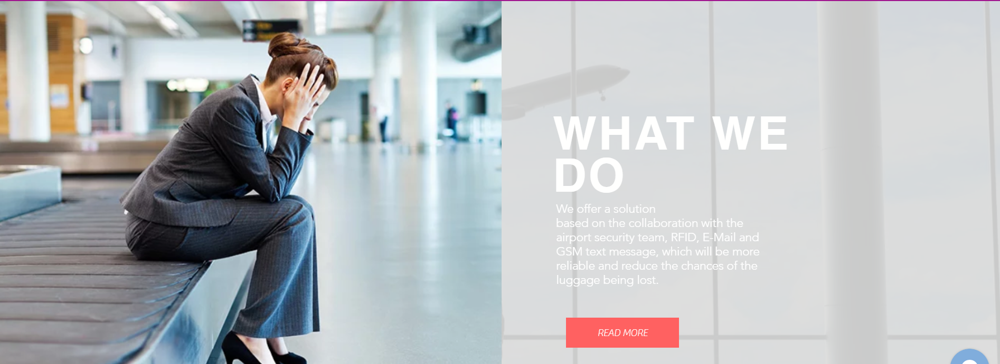 WHAT WE
DO
We offer a solution
based on the collaboration with the
airport security team, RFID, E-Mail and
GSM text message, which will be more
reliable and reduce the chances of the
luggage being lost.
READ MORE